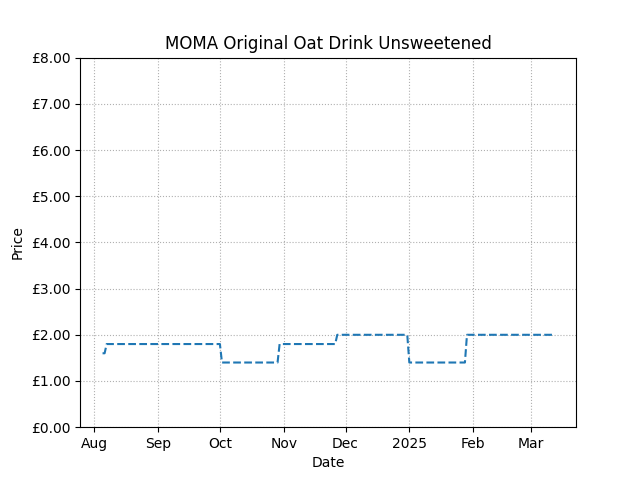 MOMA Original Oat Drink Unsweetened
£8.00
£7.00
£6.00
£5.00
£4.00
£3.00
£2.00
£1.00
£0.00
Price
Aug Sep Oct Nov Dec 2025 Feb Mar
Date